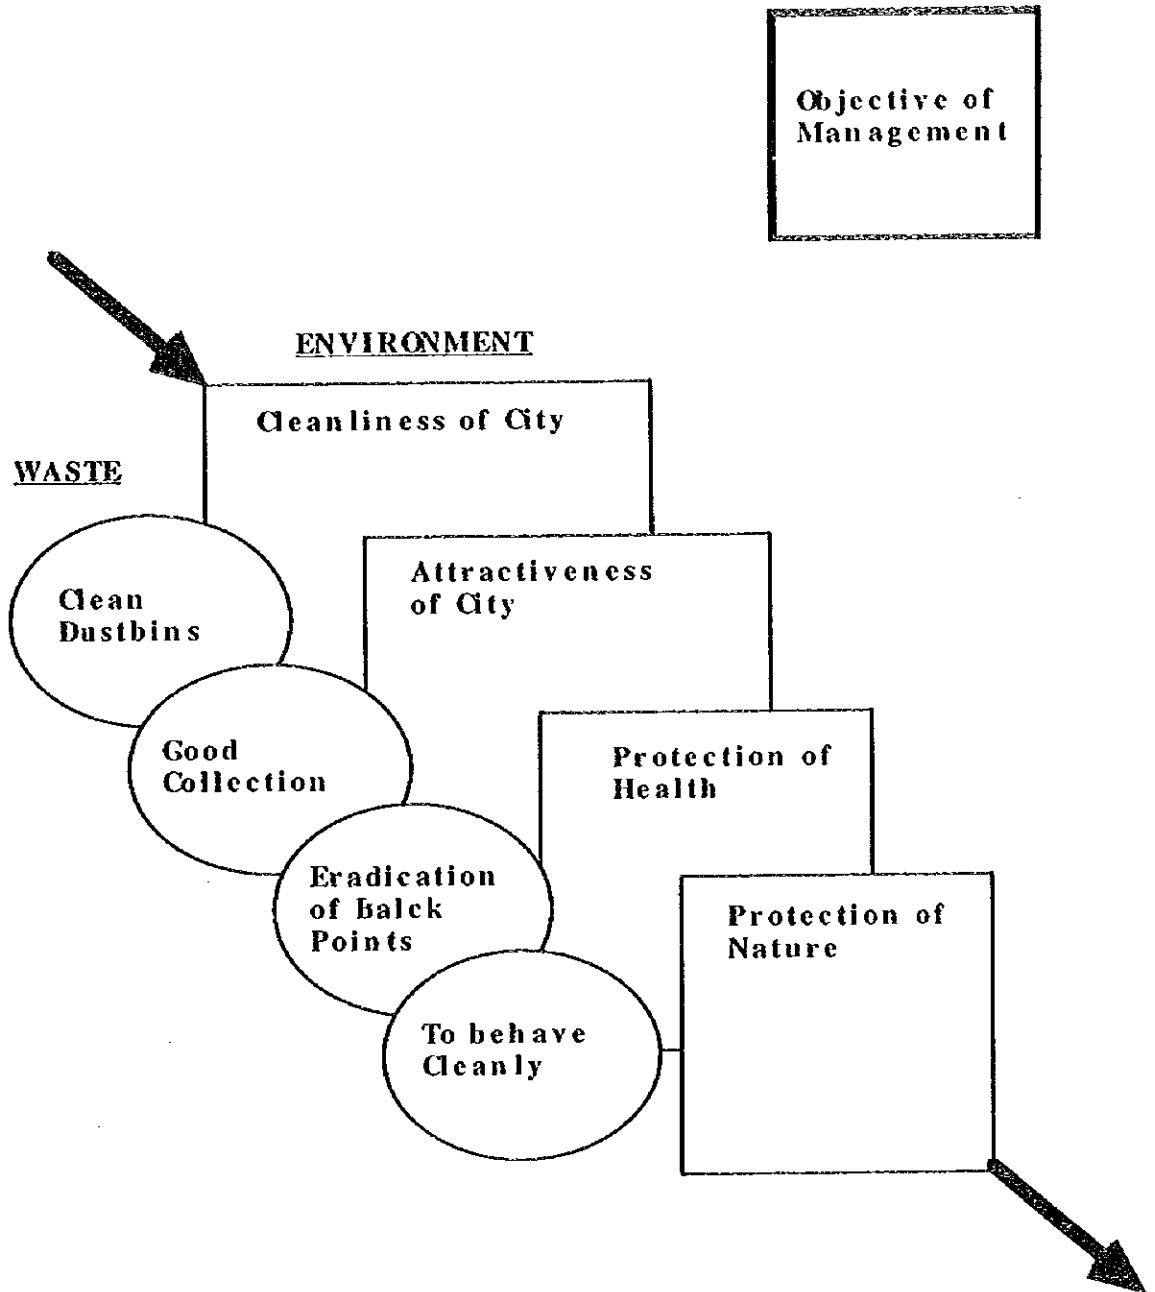 Objective of
Management
ENVIRONMENT
Cleanliness of City
WASTE
Attractiveness
of City
Clean
Dustbins
Good
Collection
Protection of
Health
Eradication
of Balck
Points
Protection of
Nature
To behave
Cleanly